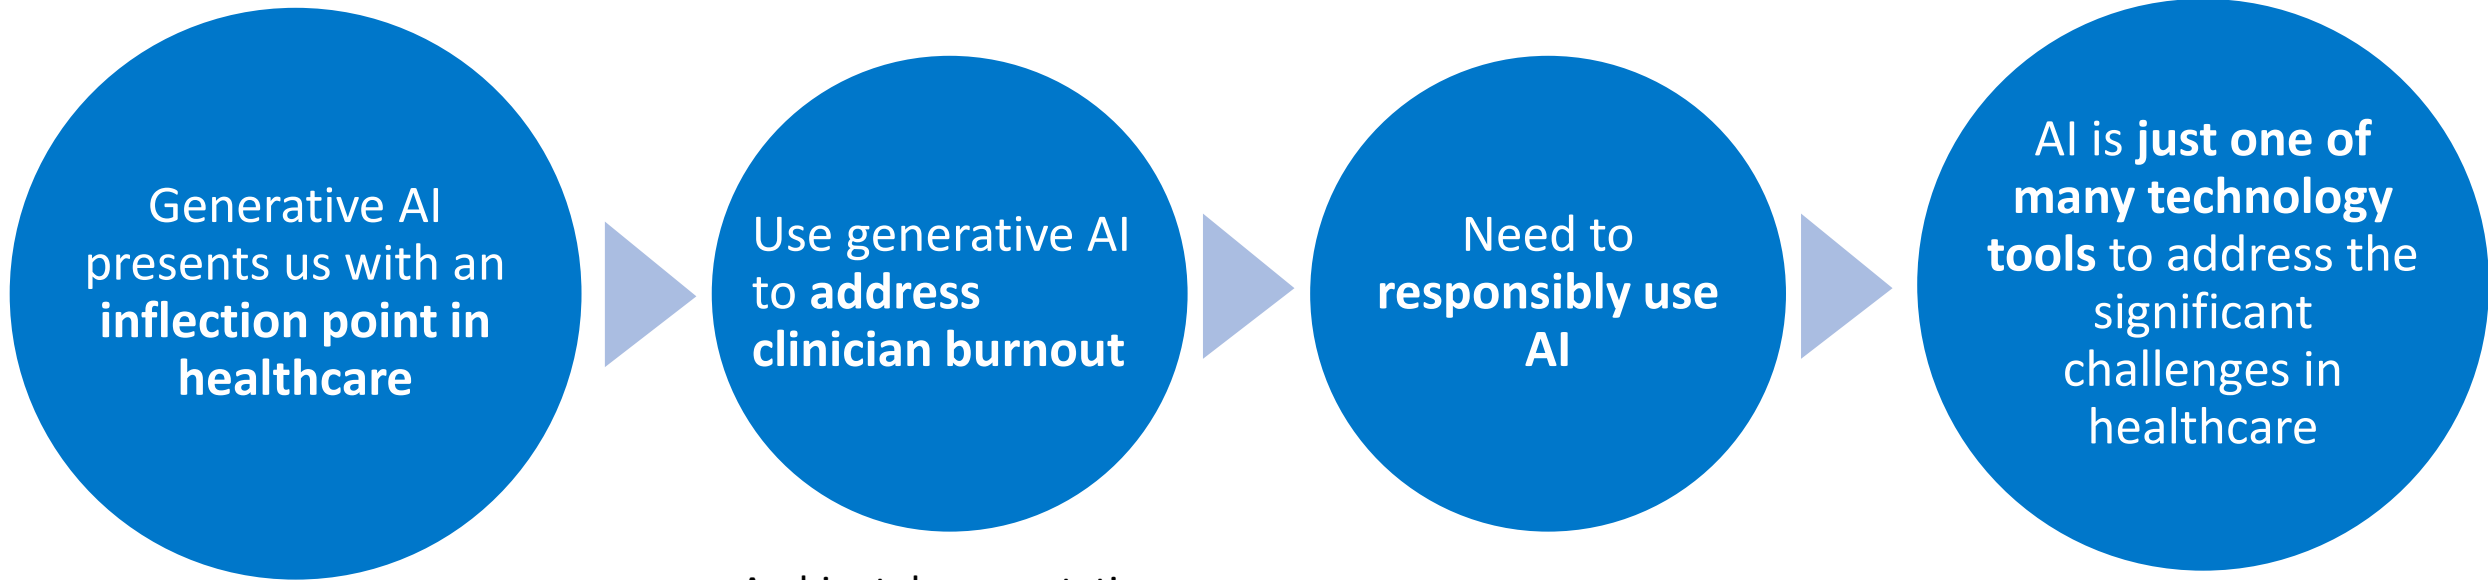 Generative AI
presents us with an
inflection point in
healthcare
Use generative AI
to address
clinician burnout
Need to
responsibly use
AI
AI is just one of
many technology
tools to address the
significant
challenges in
healthcare